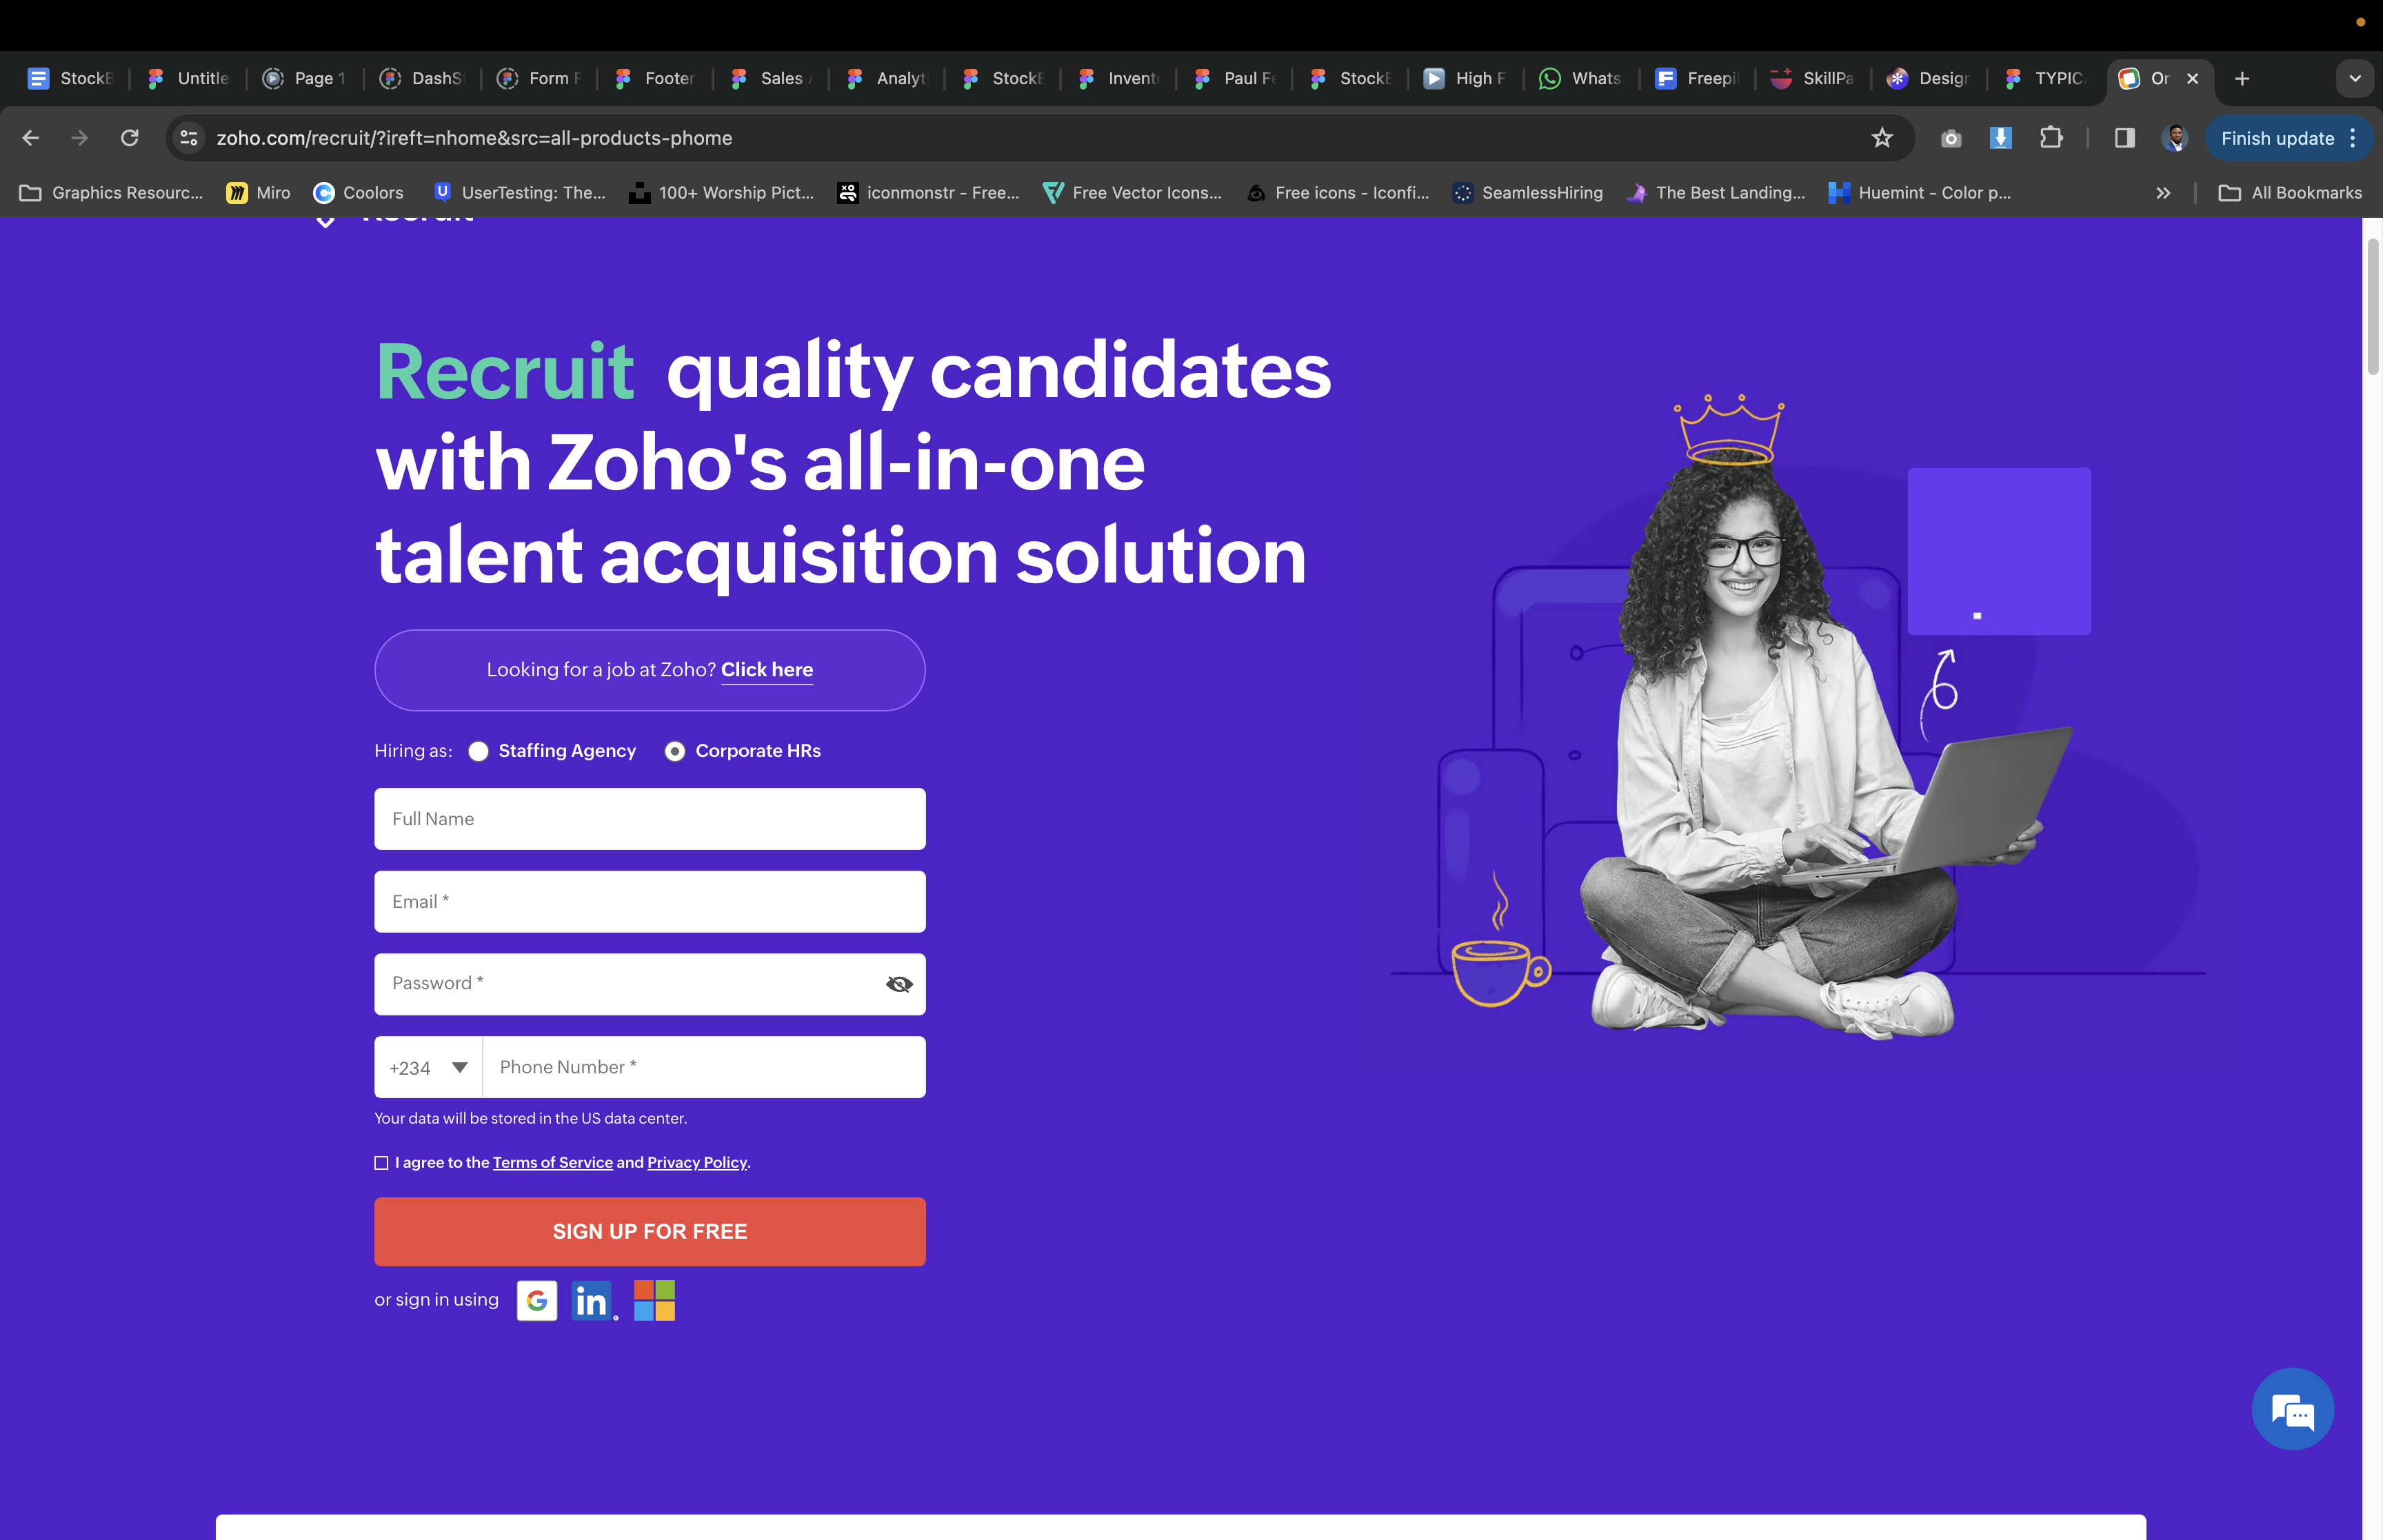 StockE
Untitle
Page 1
DashS
Form F
Footer
Sales
Analyt
StockE
Invent
Paul Fe
StockE
High F
Whats
Freepi
SkillPa
Design
TYPIC
Or
zoho.com/recruit/?ireft=nhome&src=all-products-phome
Finish update
Graphics Resourc...
Miro
Coolors
UserTesting: The...
100+ Worship Pict...
iconmonstr - Free...
Free Vector Icons...
Free icons - Iconfi...
SeamlessHiring
The Best Landing...
Huemint - Color p...
All Bookmarks
Recruit
Recruit quality candidates
with Zoho's all-in-one
talent acquisition solution
Looking for a job at Zoho? Click here
Hiring as: Staffing Agency Corporate HRs
Full Name
Email *
Password *
+234 Phone Number *
Your data will be stored in the US data center.
I agree to the Terms of Service and Privacy Policy.
SIGN UP FOR FREE
or sign in using
in